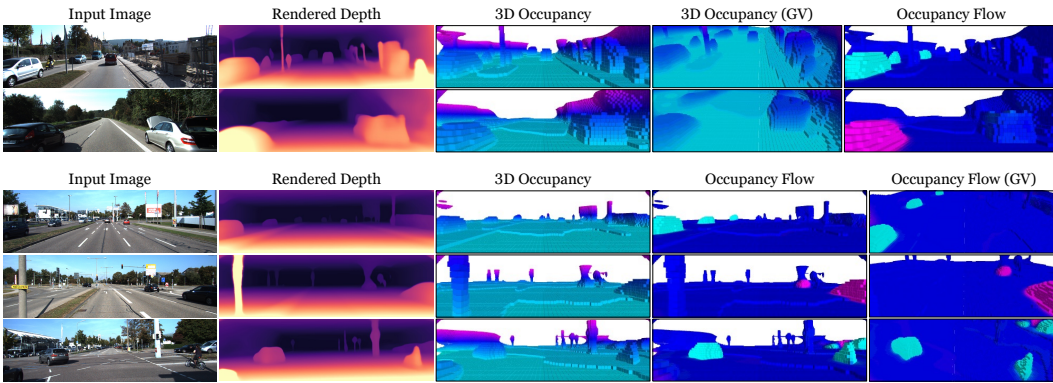 Input Image Rendered Depth 3D Occupancy 3D Occupancy (GV) Occupancy Flow
Input Image Rendered Depth 3D Occupancy Occupancy Flow Occupancy Flow (GV)